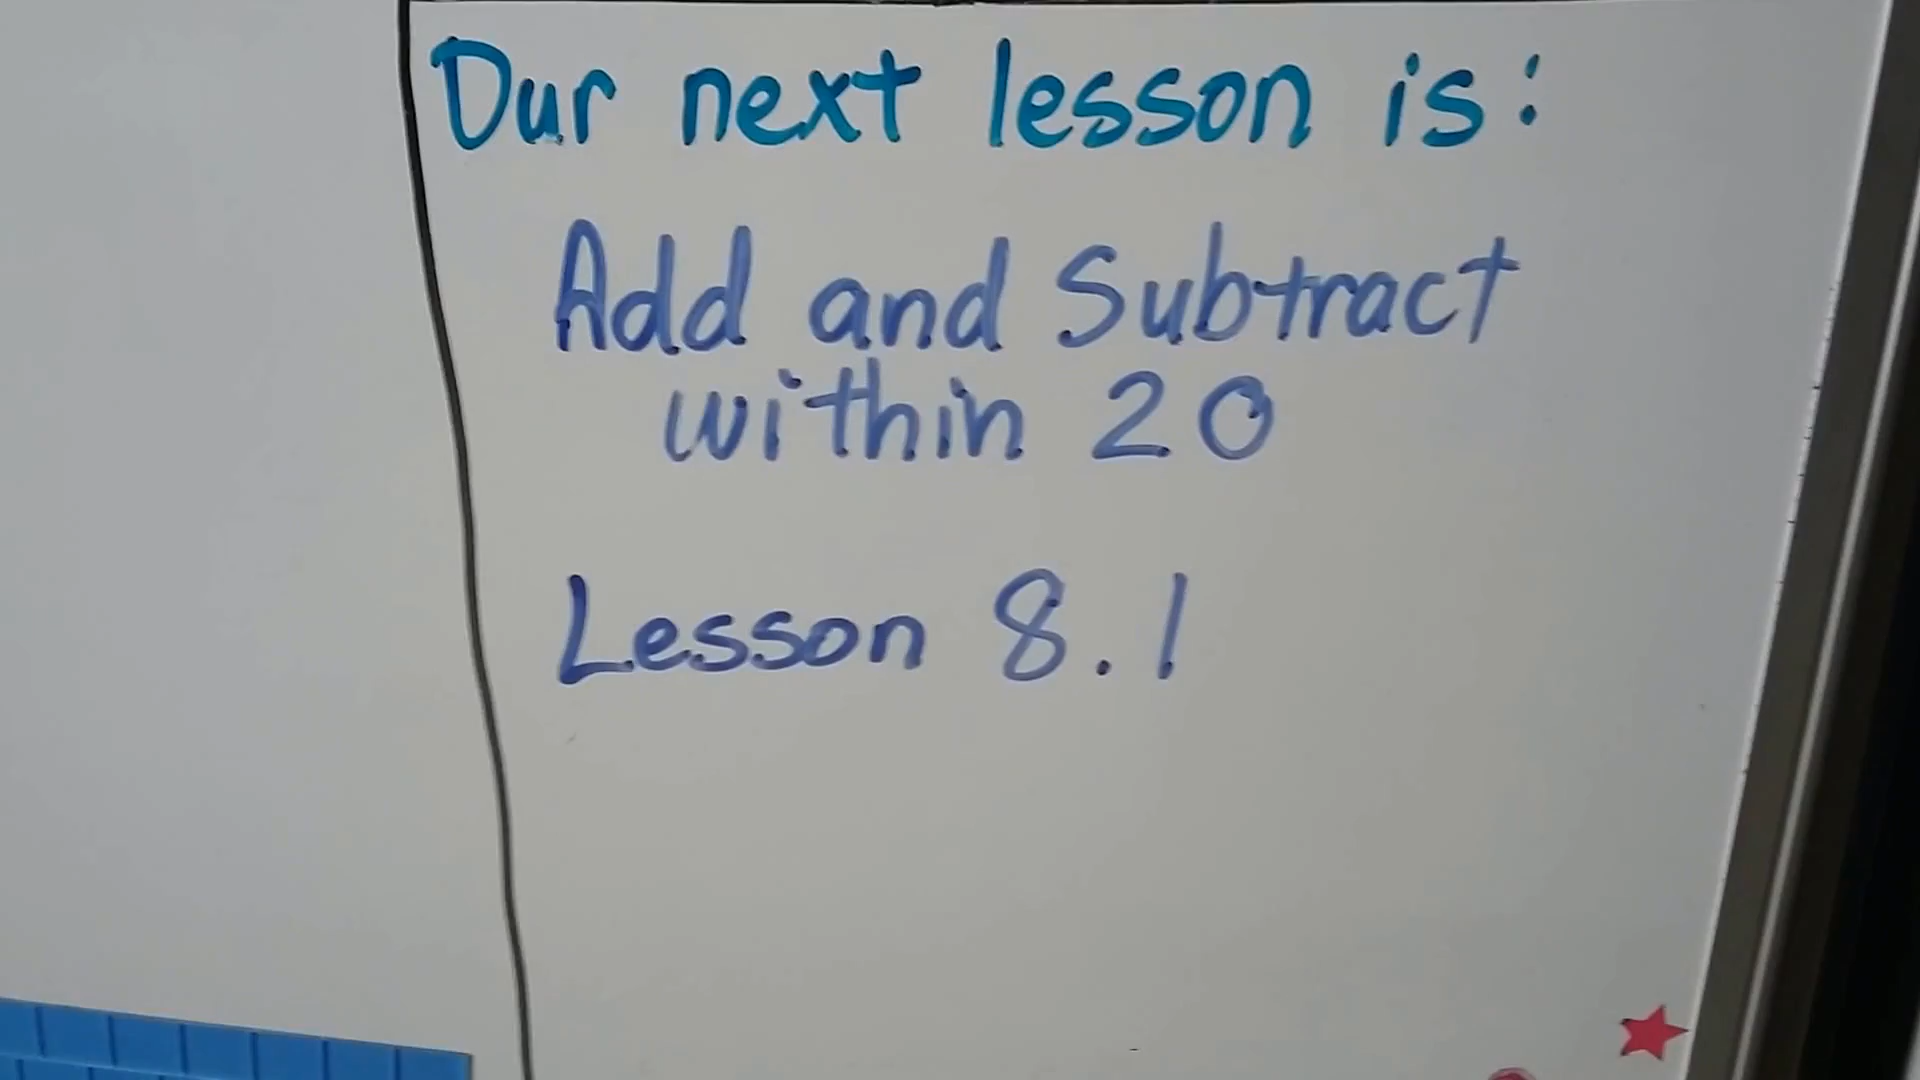 Our next lesson is:
Add and Subtract
within 20
Lesson 8.1